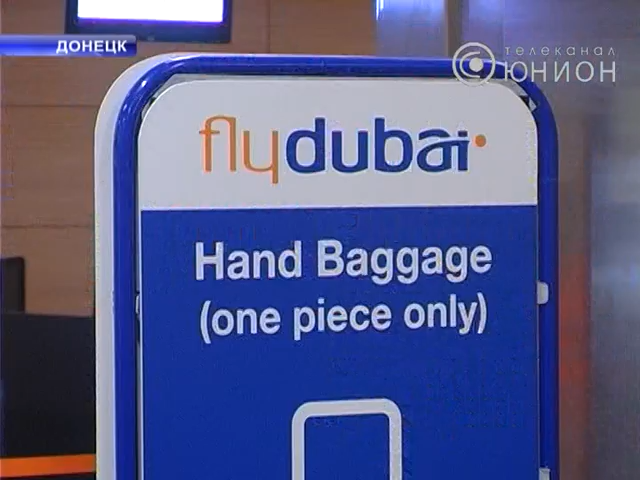 ДОНЕЦК
телеканал
ЮНИОН
flydubai
Hand Baggage
(one piece only)